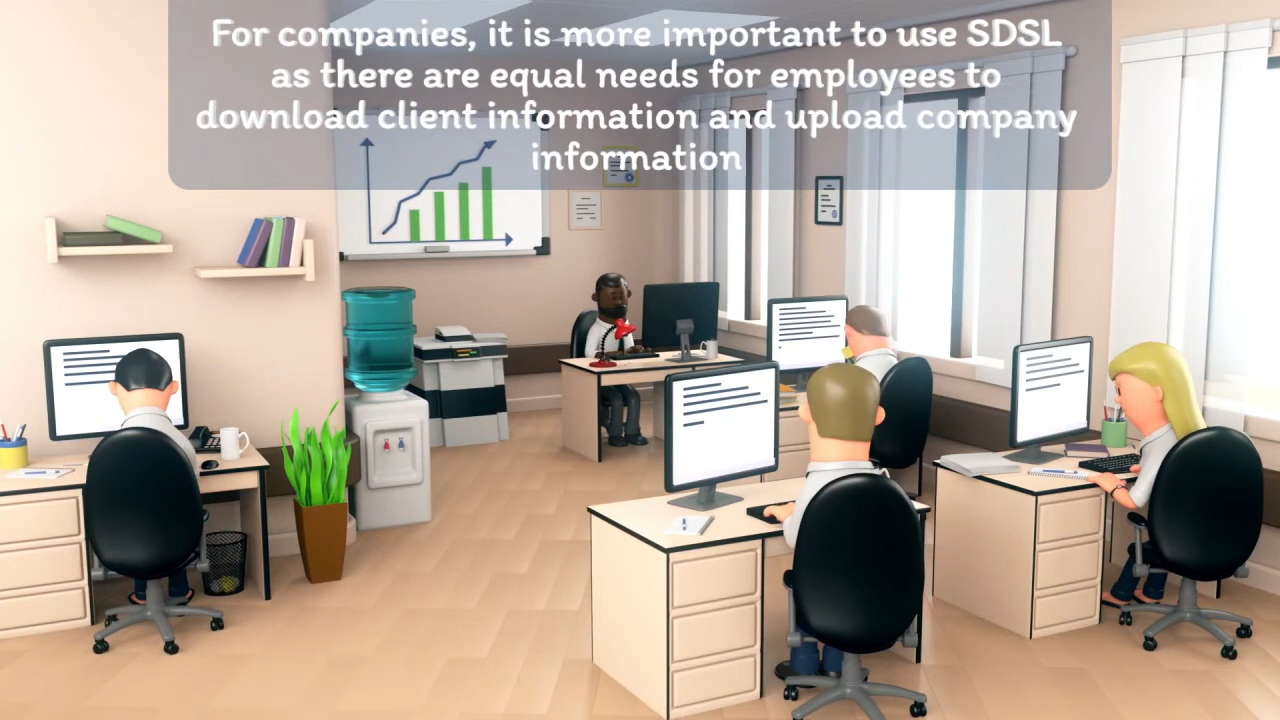 For companies, it is more important to use SDSL
as there are equal needs for employees to
download client information and upload company
information